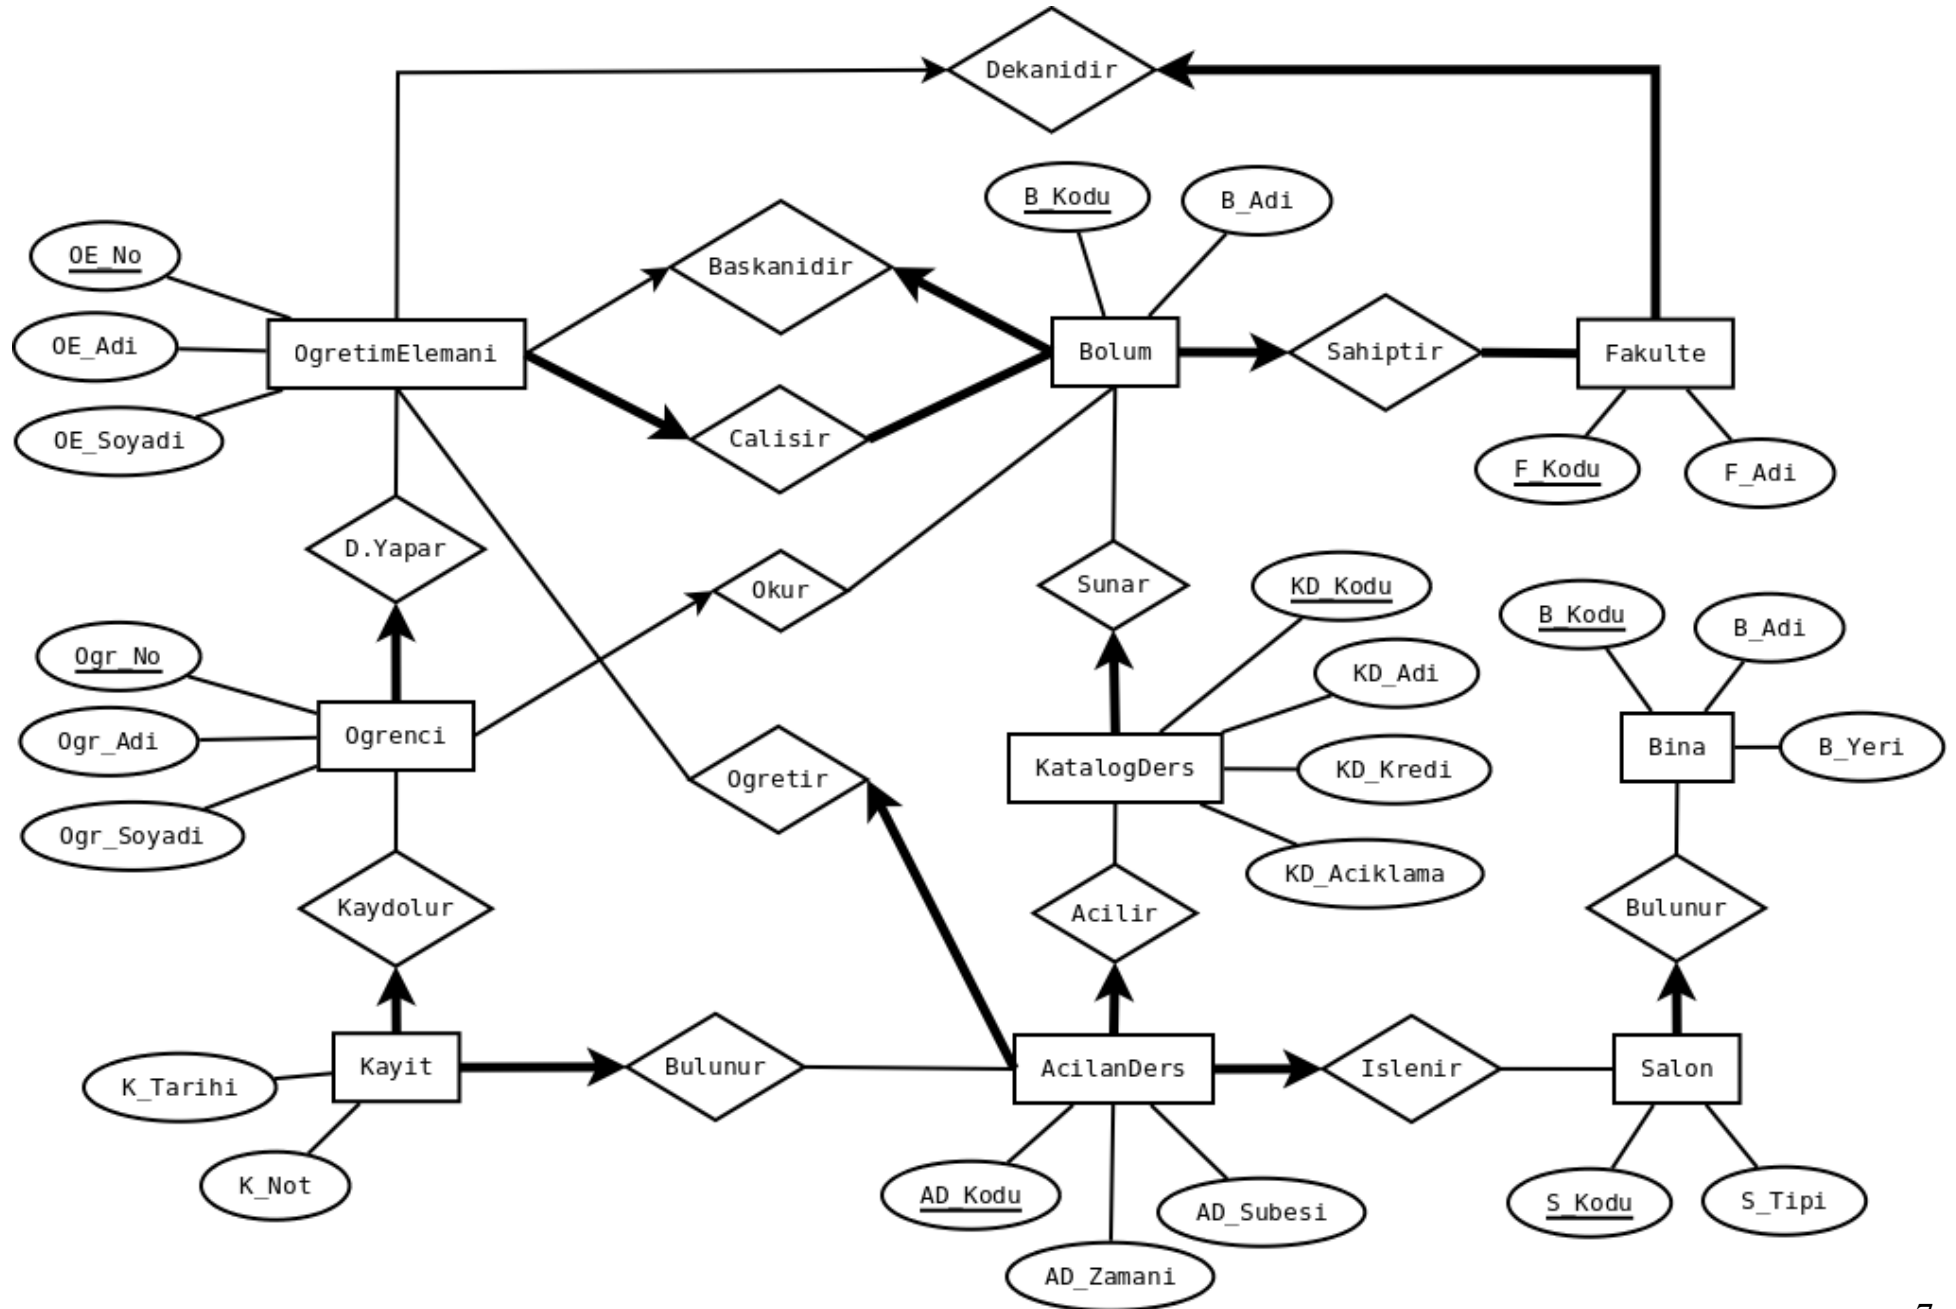 Dekanidir
B_Kodu
B_Adi
OE_No
Baskanidir
OE_Adi
OgretimElemani
Bolum
Sahiptir
Fakulte
OE_Soyadi
Calisir
F_Kodu
F_Adi
D.Yapar
Okur
Sunar
KD_Kodu
B_Kodu
B_Adi
Ogr_No
KD_Adi
Ogr_Adi
Ogrenci
Ogretir
KatalogDers
KD_Kredi
Bina
B_Yeri
Ogr_Soyadi
KD_Aciklama
Kaydolur
Acilir
Bulunur
K_Tarihi
Kayit
Bulunur
AcilanDers
Islenir
Salon
K_Not
AD_Kodu
AD_Subesi
S_Kodu
S_Tipi
AD_Zamani